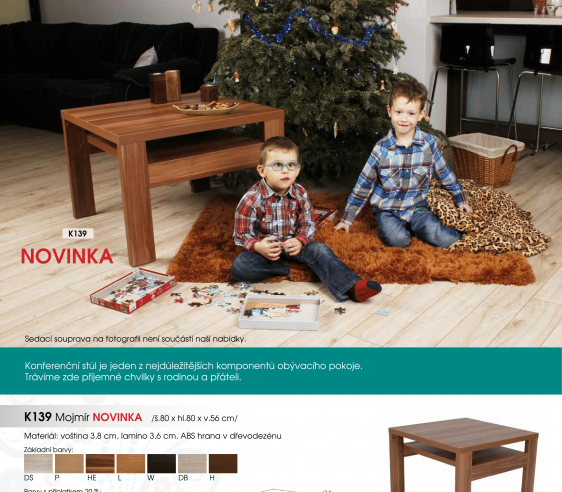 K139
NOVINKA
Sedací souprava na fotografii není součástí naší nabídky.
Konferenční stůl je jeden z nejdůležitějších komponentů obývacího pokoje.
Trávíme zde příjemné chvilky s rodinou a přáteli.
K139 Mojmír NOVINKA /š.80 x hl.80 x v.56 cm/
Materiál: voština 3,8 cm, lamino 3,6 cm, ABS hrana v dřevodezénu
Základní barvy:
DS P HE L W DB H
Barvy s příplatkem 20 %: